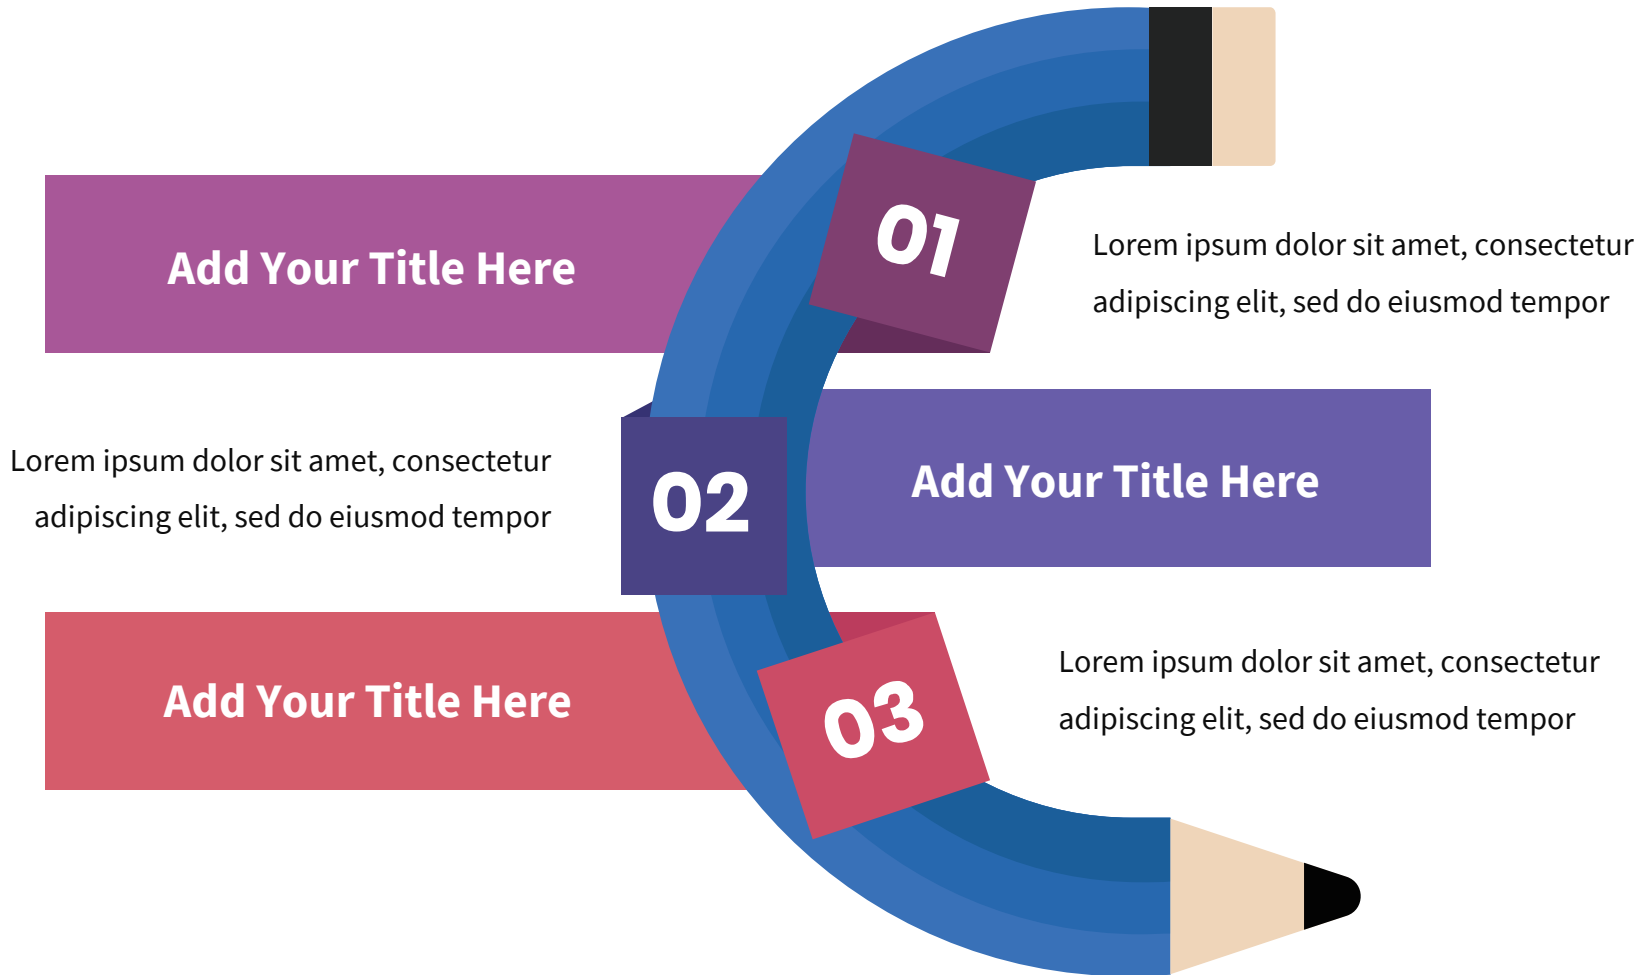 Add Your Title Here
01
Lorem ipsum dolor sit amet, consectetur
adipiscing elit, sed do eiusmod tempor
Lorem ipsum dolor sit amet, consectetur
adipiscing elit, sed do eiusmod tempor
02
Add Your Title Here
Add Your Title Here
03
Lorem ipsum dolor sit amet, consectetur
adipiscing elit, sed do eiusmod tempor